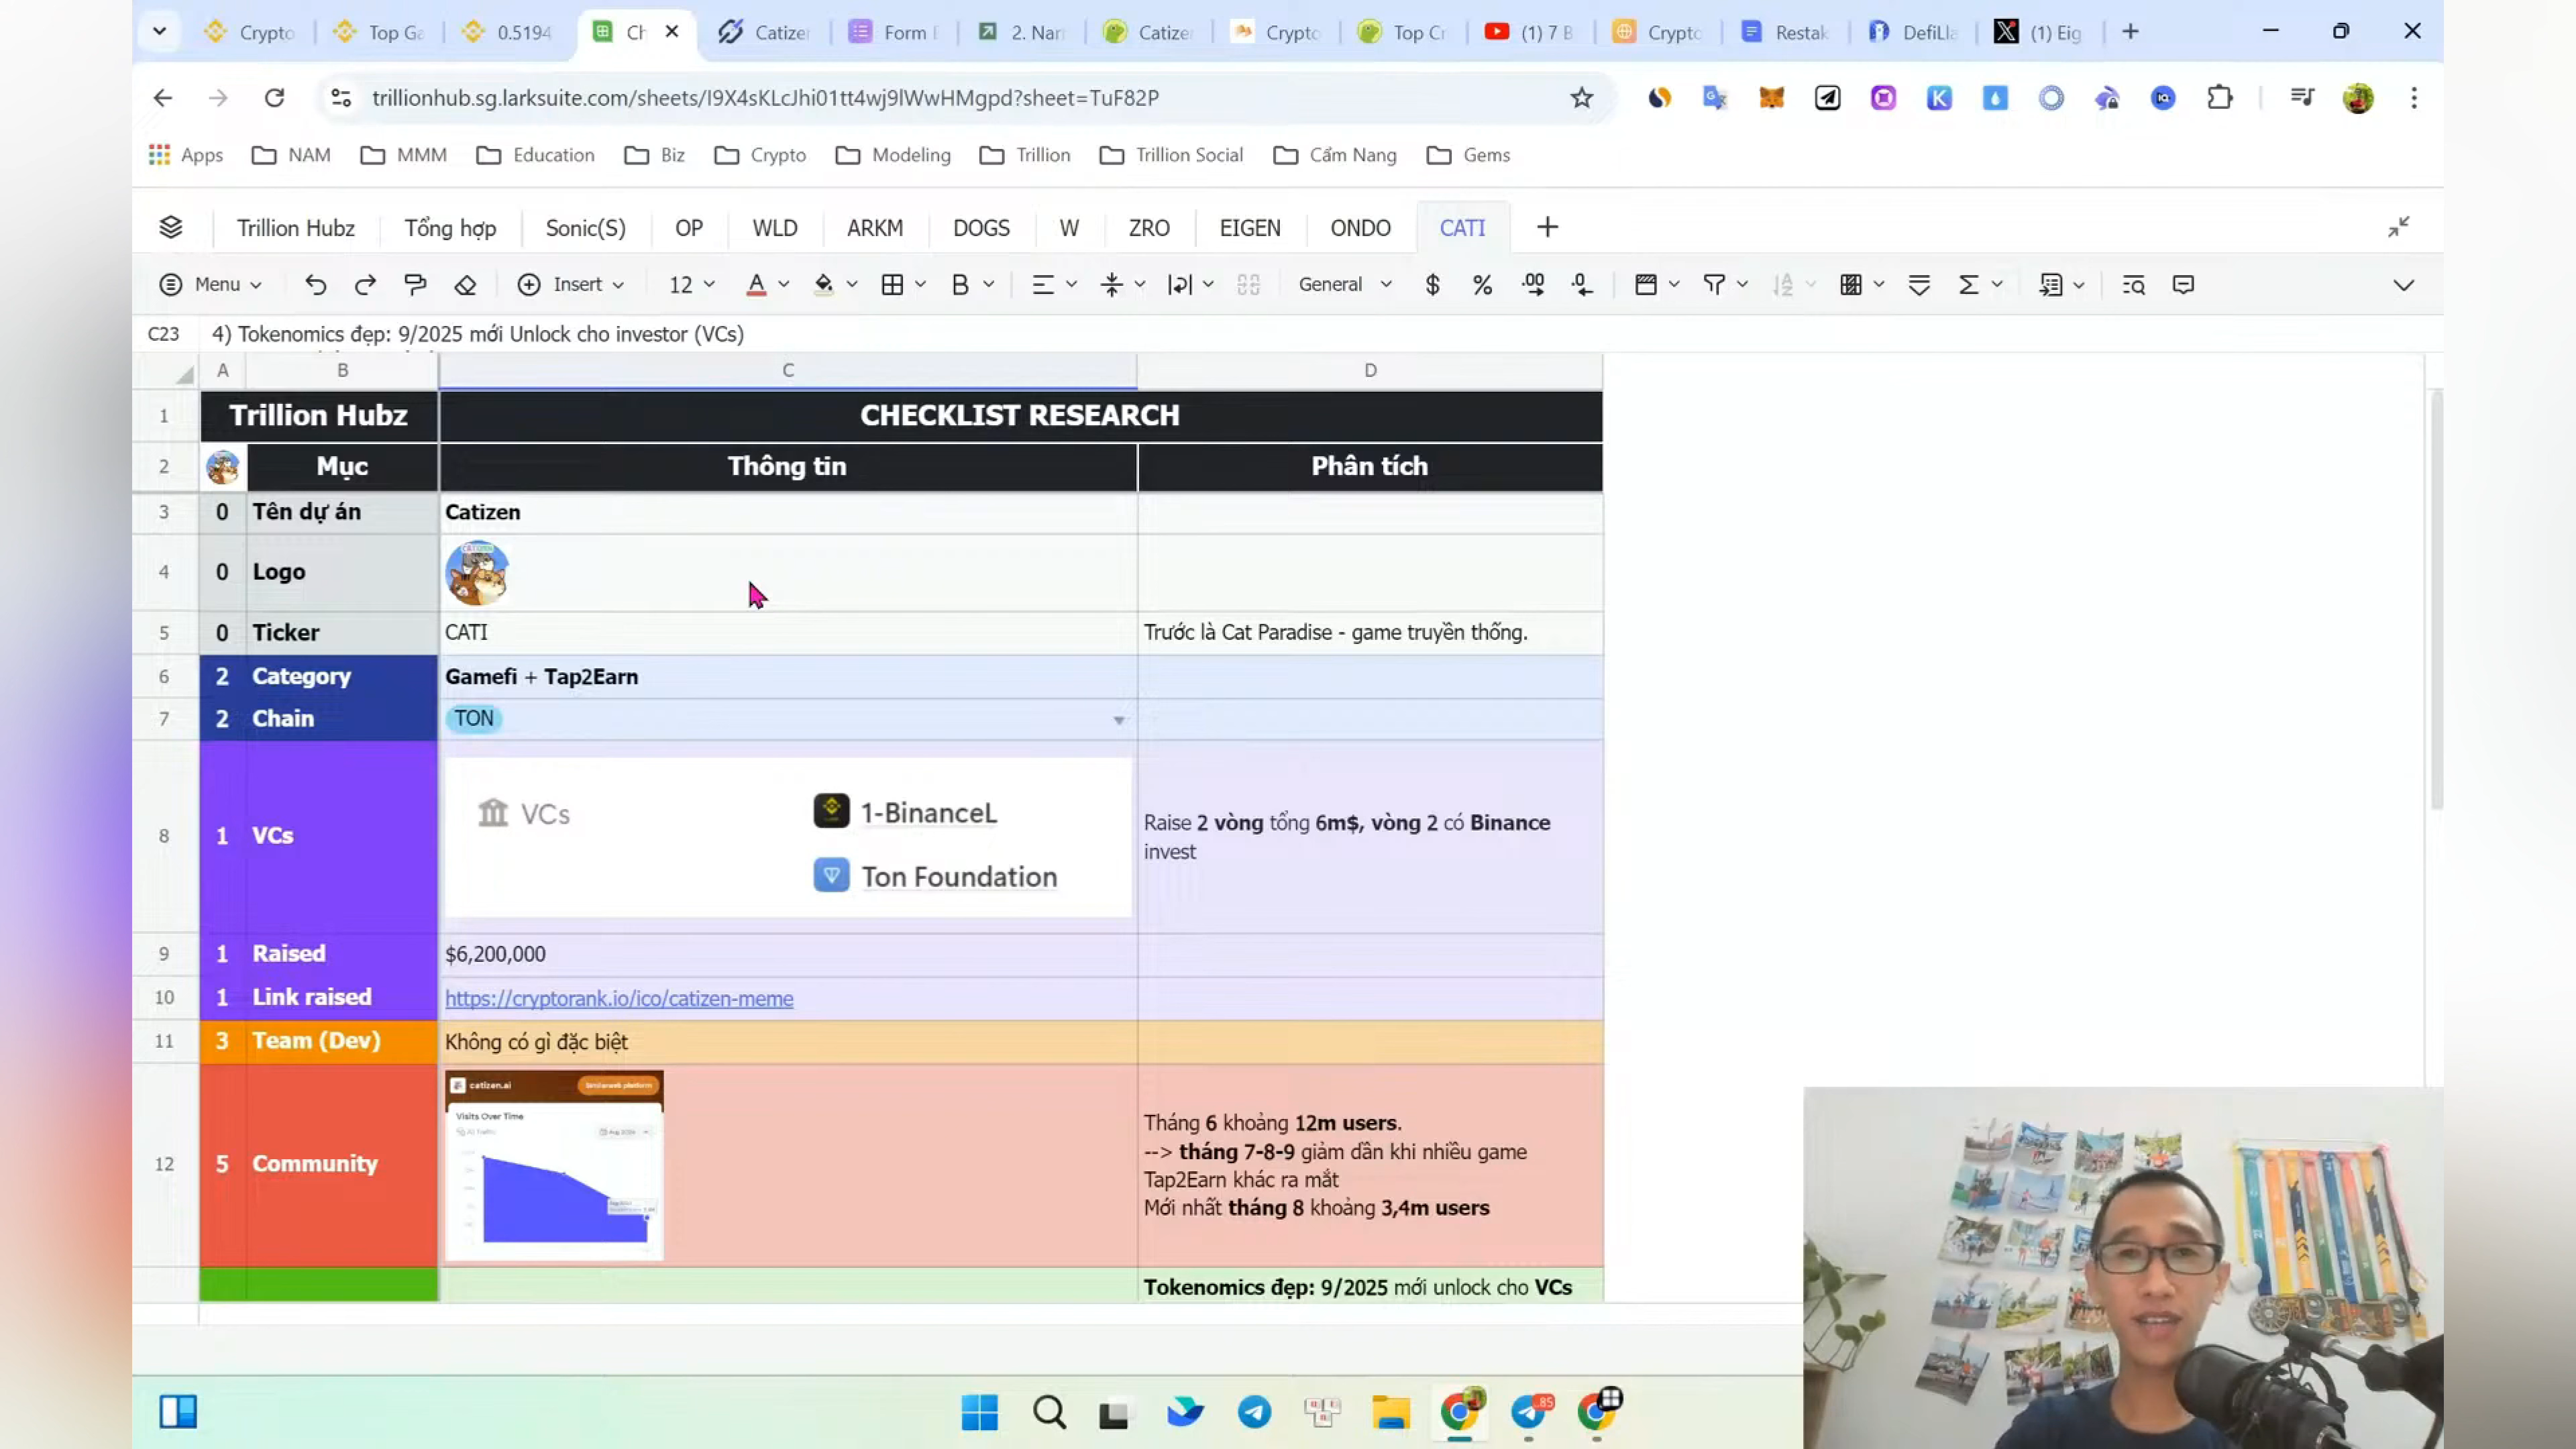 Crypto
Top Ga
0.5194
Ch
Catize
Form
2. Nar
Catize
Crypto
Top Cr
(1) 7 B
Crypto
Restak
DefiLla
(1) Eig
trillionhub.sg.larksuite.com/sheets/I9X4sKLcJhi01tt4wj9lWwHMgpd?sheet=TuF82P
Apps
NAM
MMM
Education
Biz
Crypto
Modeling
Trillion
Trillion Social
Cẩm Nang
Gems
Trillion Hubz
Tổng hợp
Sonic(S)
OP
WLD
ARKM
DOGS
W
ZRO
EIGEN
ONDO
CATI
Menu
Insert
12
General
C23
4) Tokenomics đẹp: 9/2025 mới Unlock cho investor (VCs)
A
B
C
D
1
Trillion Hubz
CHECKLIST RESEARCH
2
Mục
Thông tin
Phân tích
3
0
Tên dự án
Catizen
4
0
Logo
5
0
Ticker
CATI
Trước là Cat Paradise - game truyền thống.
6
2
Category
Gamefi + Tap2Earn
7
2
Chain
TON
8
1
VCs
VCs
1-BinanceL
Ton Foundation
Raise 2 vòng tổng 6m$, vòng 2 có Binance
invest
9
1
Raised
$6,200,000
10
1
Link raised
https://cryptorank.io/ico/catizen-meme
11
3
Team (Dev)
Không có gì đặc biệt
12
5
Community
catizen.ai
Similarweb platform
Visits Over Time
Tháng 6 khoảng 12m users.
--> tháng 7-8-9 giảm dần khi nhiều game
Tap2Earn khác ra mắt
Mới nhất tháng 8 khoảng 3,4m users
Tokenomics đẹp: 9/2025 mới unlock cho VCs
85